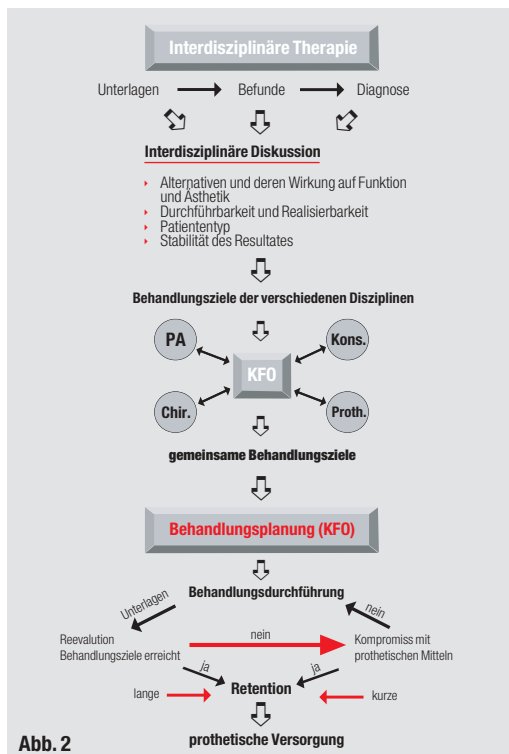 Interdisziplinäre Therapie
Unterlagen Befunde Diagnose
Interdisziplinäre Diskussion
Alternativen und deren Wirkung auf Funktion
und Ästhetik
Durchführbarkeit und Realisierbarkeit
Patiententyp
Stabilität des Resultates
Behandlungsziele der verschiedenen Disziplinen
PA Kons.
KFO
Chir. Proth.
gemeinsame Behandlungsziele
Behandlungsplanung (KFO)
Behandlungsdurchführung
Unterlagen nein
Reevalution nein Kompromiss mit
Behandlungsziele erreicht prothetischen Mitteln
ja ja
lange Retention kurze
Abb. 2 prothetische Versorgung